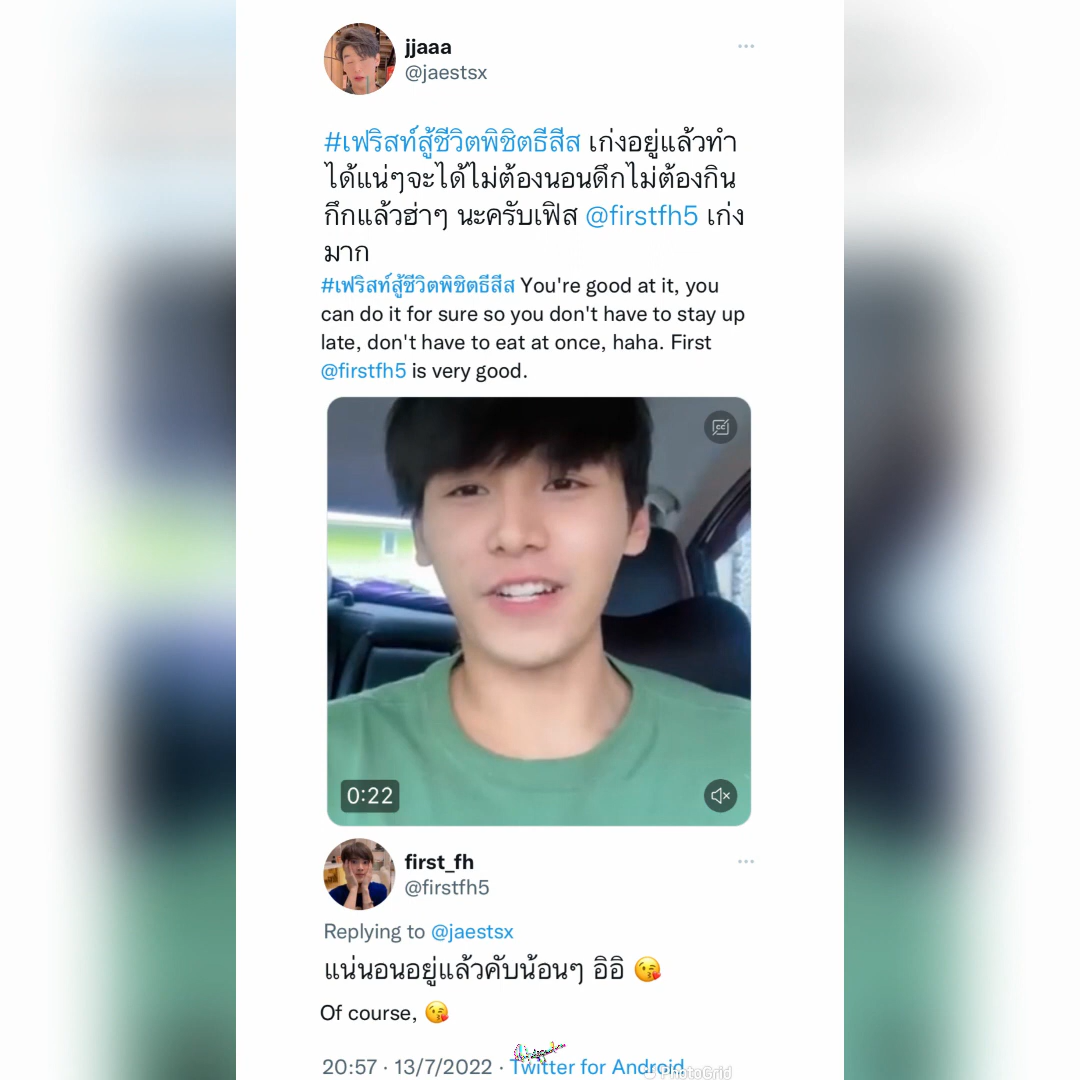 jjaaa
@jaestsx
#เฟริสท์สู้ชีวิตพิชิตธีสีส เก่งอยู่แล้วทำ
ได้แน่ๆจะได้ไม่ต้องนอนดึกไม่ต้องกิน
กึกแล้วฮ่าๆ นะครับเฟิส @firstfh5 เก่ง
มาก
#เฟริสท์สู้ชีวิตพิชิตธีสีส You're good at it, you
can do it for sure so you don't have to stay up
late, don't have to eat at once, haha. First
@firstfh5 is very good.
CC
0:22
first_fh
@firstfh5
Replying to @jaestsx
แน่นอนอยู่แล้วคับน้อนๆ อิอิ 😘
Of course, 😘
20:57 · 13/7/2022 · Twitter for Android
PhotoGrid